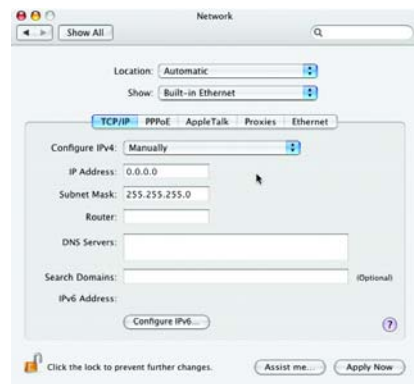 Network
Show All
Location: Automatic
Show: Built-in Ethernet
TCP/IP PPPoE AppleTalk Proxies Ethernet
Configure IPv4: Manually
IP Address: 0.0.0.0
Subnet Mask: 255.255.255.0
Router:
DNS Servers:
Search Domains: (Optional)
IPv6 Address:
Configure IPv6...
?
Click the lock to prevent further changes. Assist me... Apply Now